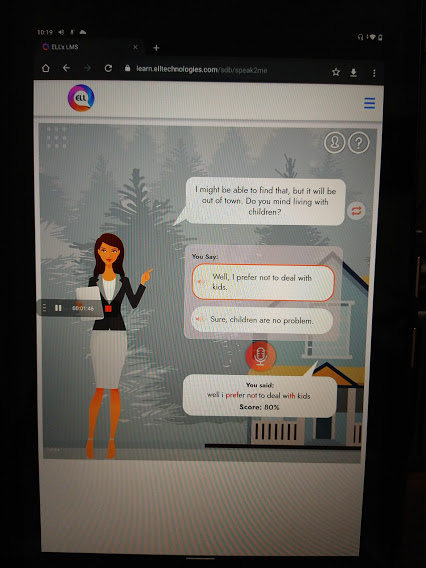 10:19
ELL's LMS
learn.elltechnologies.com/sdb/speak2me
ELL
I might be able to find that, but it will be
out of town. Do you mind living with
children?
You Say:
Well, I prefer not to deal with
kids.
00:01:46
Sure, children are no problem.
You said:
well i prefer not to deal with kids
Score: 80%